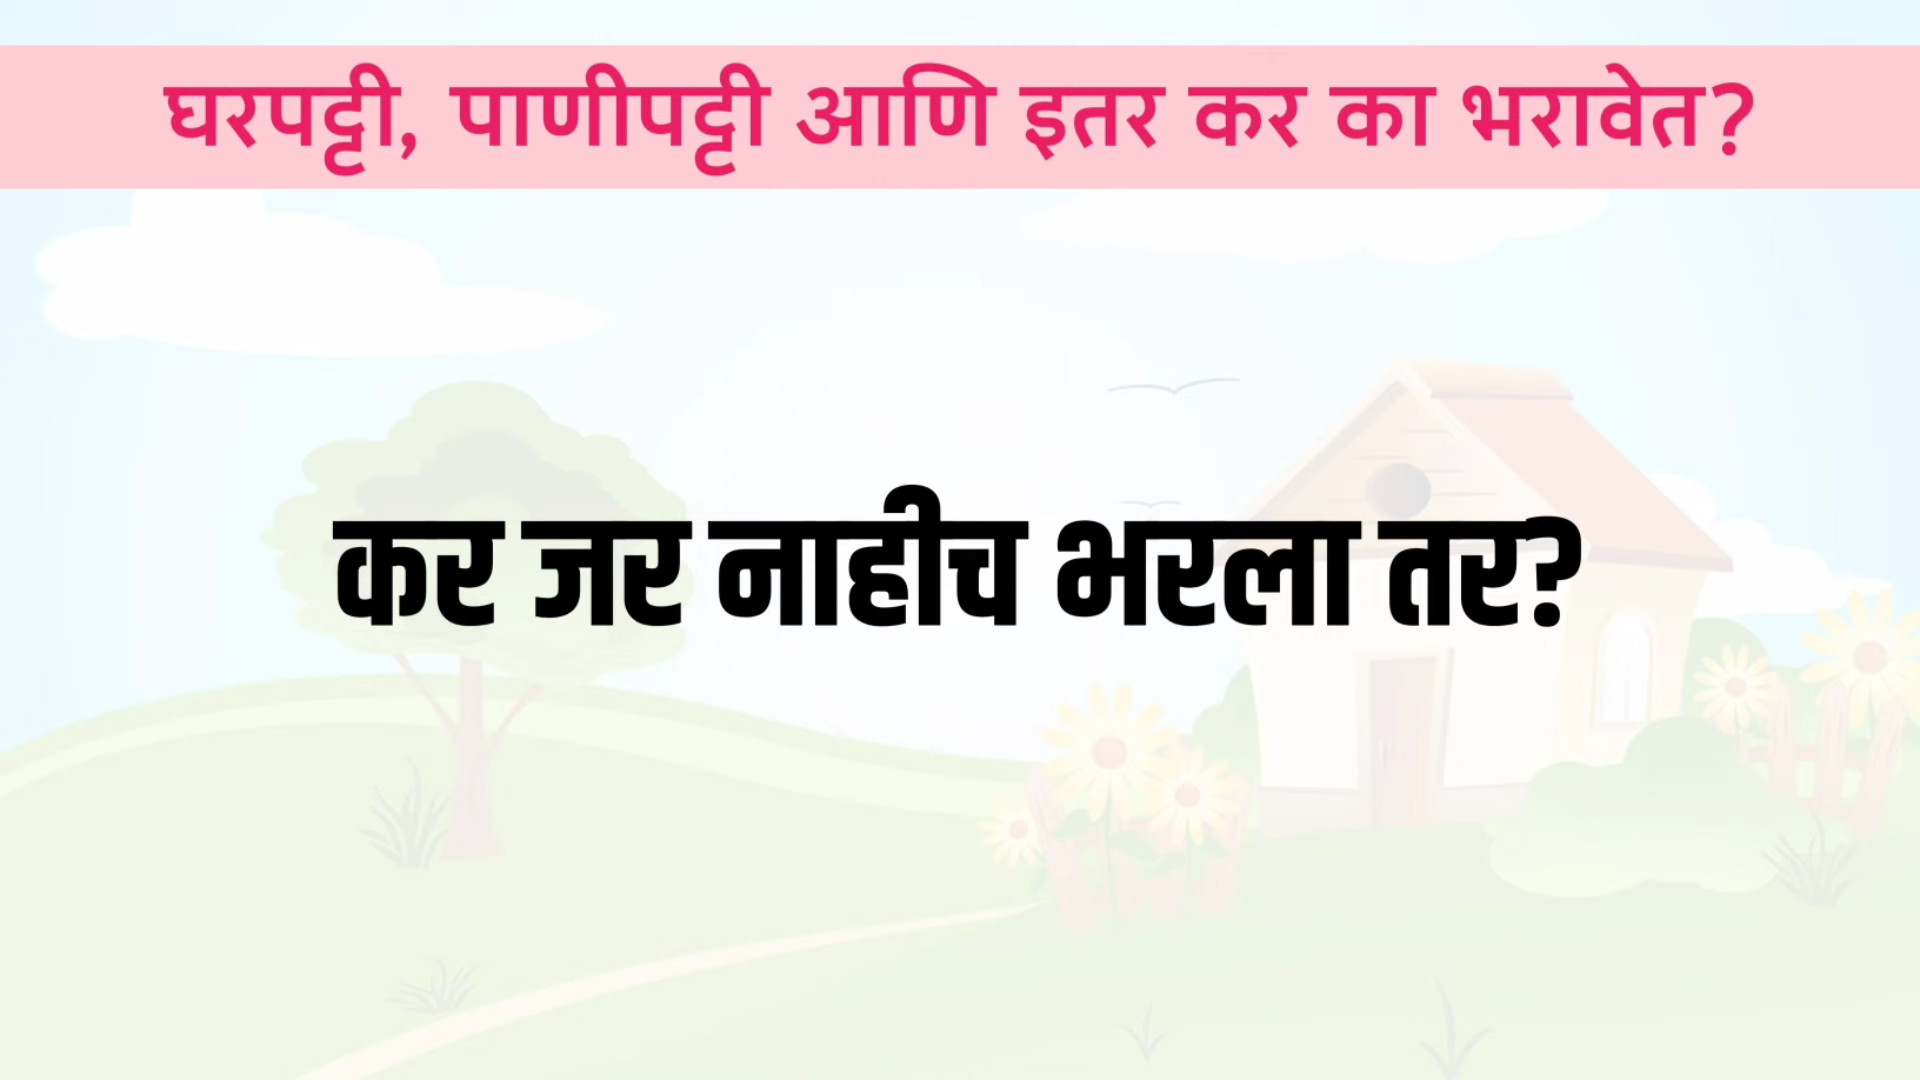 घरपट्टी, पाणीपट्टी आणि इतर कर का भरावेत?
कर जर नाहीच भरला तर?